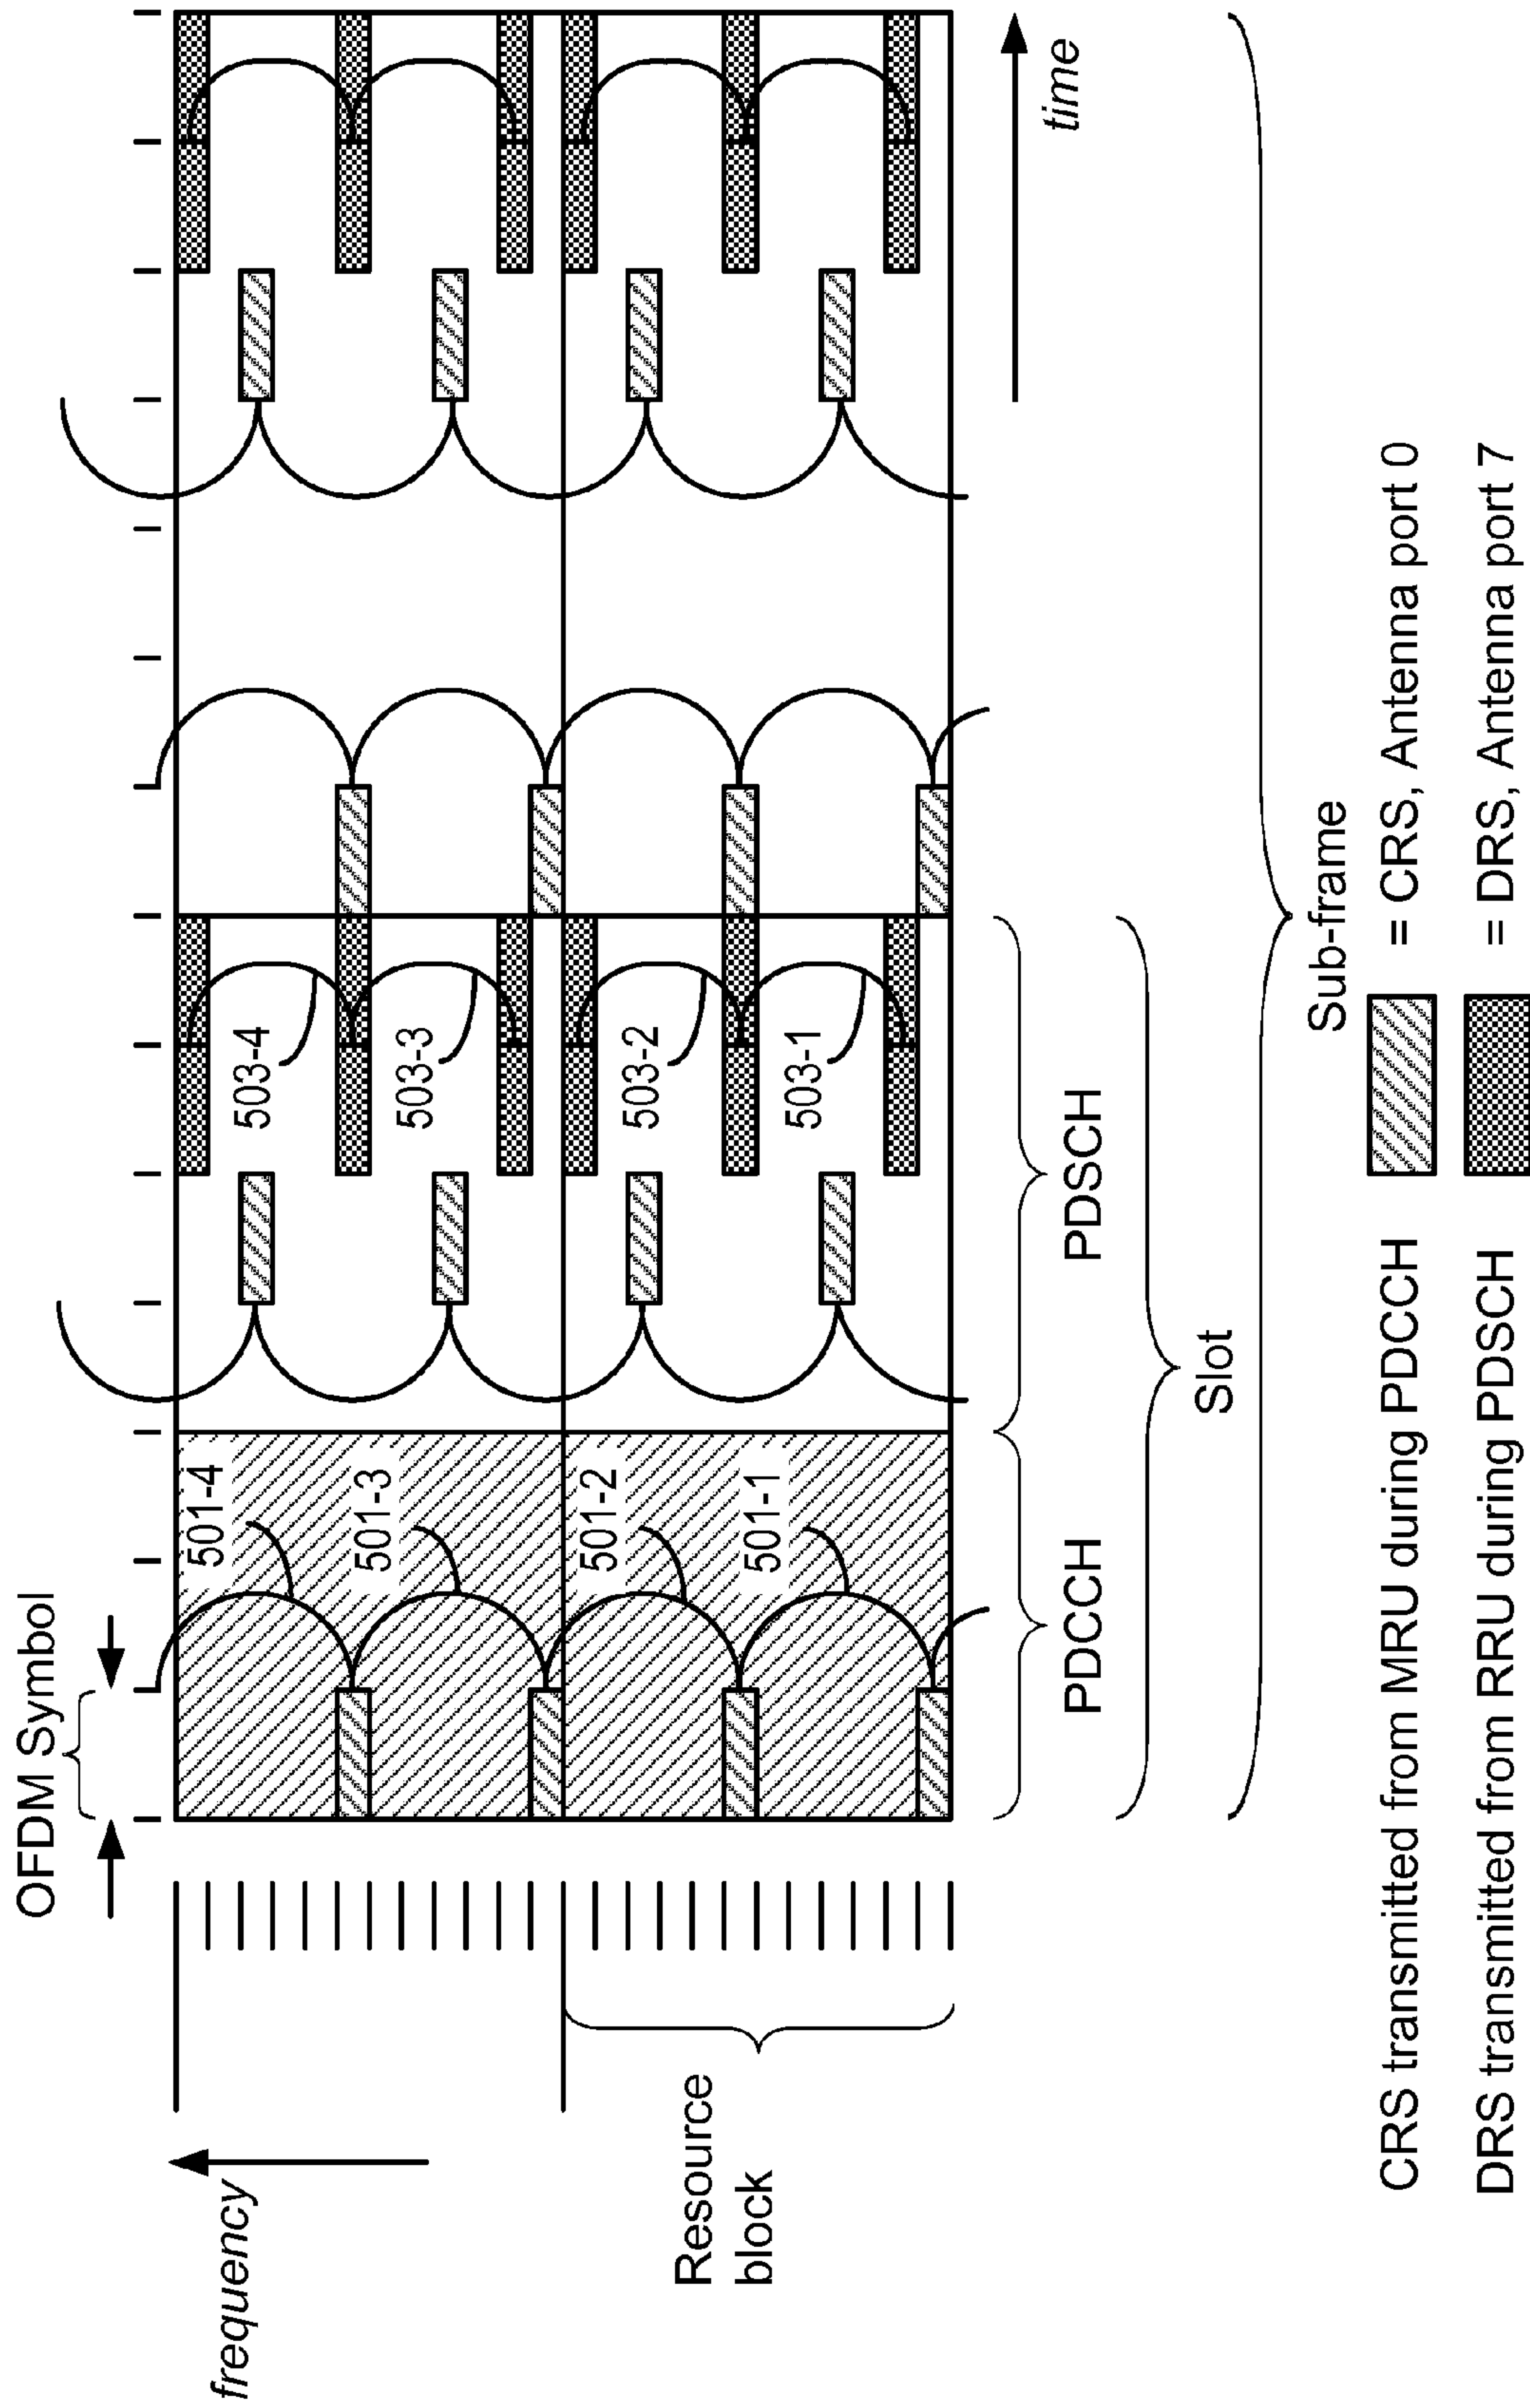 OFDM Symbol
frequency
Resource
block
501-4
501-3
501-2
501-1
503-4
503-3
503-2
503-1
time
PDCCH
PDSCH
Slot
Sub-frame
CRS transmitted from MRU during PDCCH = CRS, Antenna port 0
DRS transmitted from RRU during PDSCH = DRS, Antenna port 7